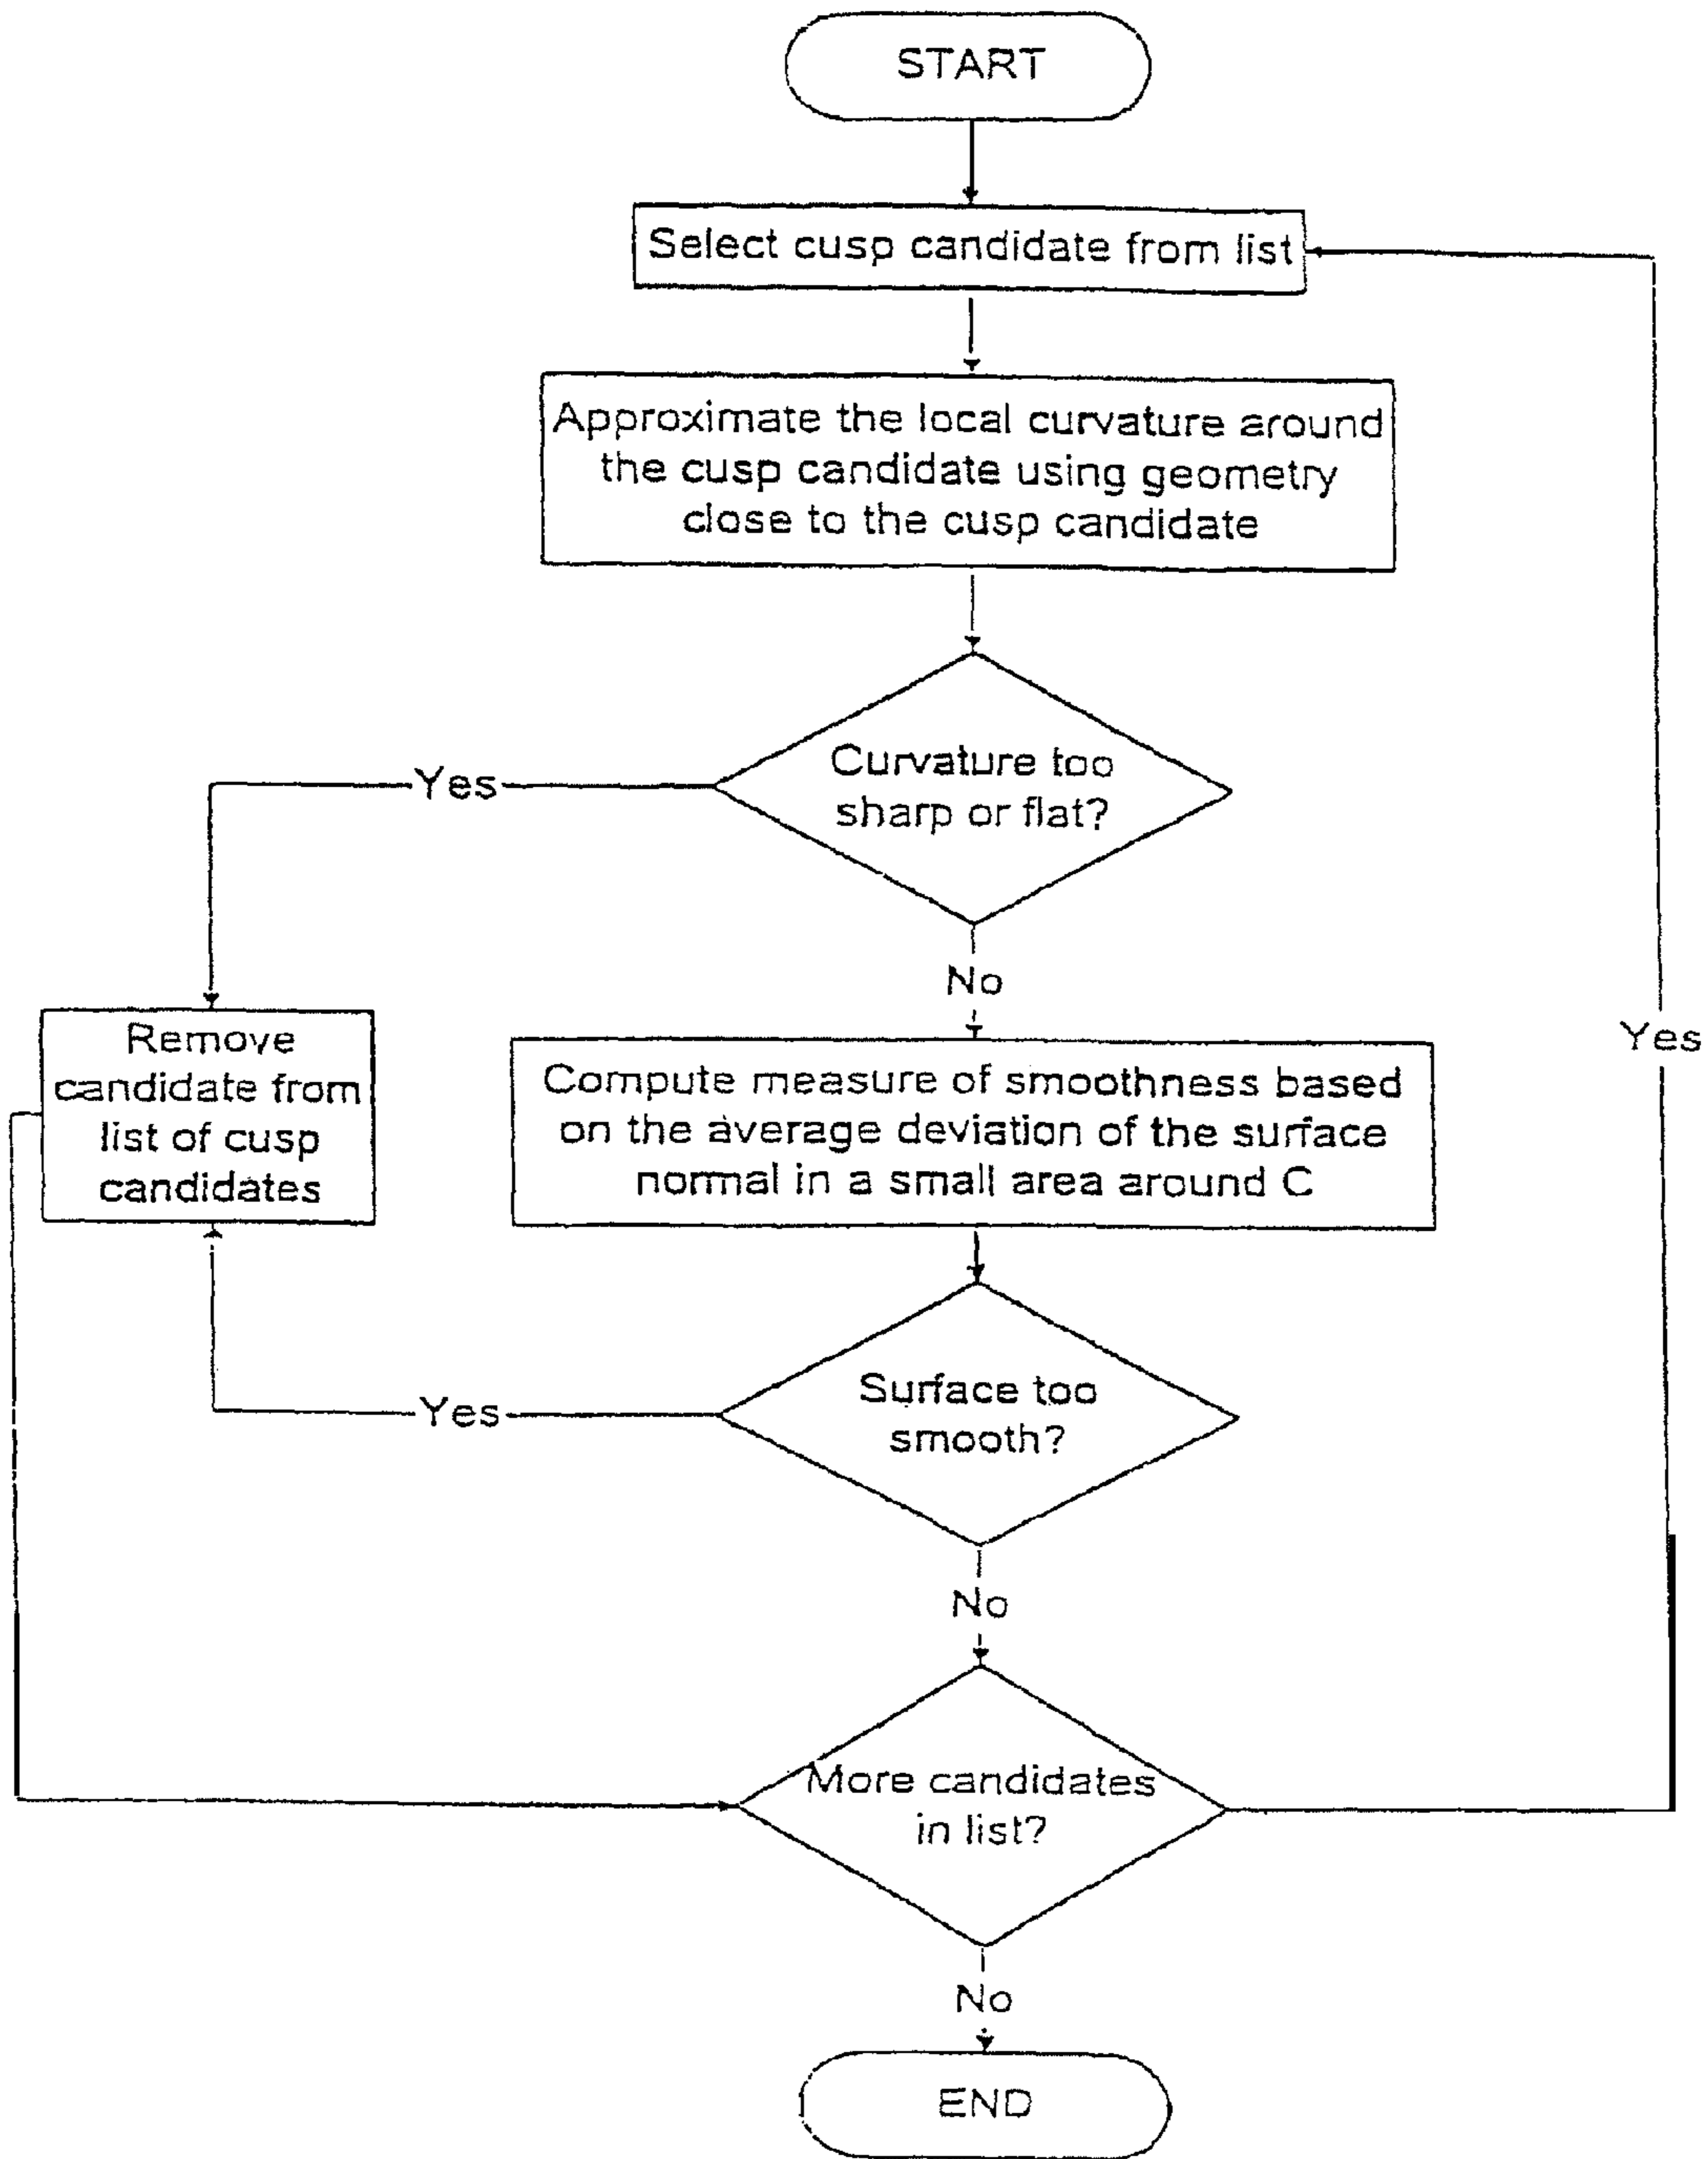 START
Select cusp candidate from list
Approximate the local curvature around
the cusp candidate using geometry
close to the cusp candidate
Curvature too
sharp or flat?
Yes
No
Remove
candidate from
list of cusp
candidates
Compute measure of smoothness based
on the average deviation of the surface
normal in a small area around C
Yes
Surface too
smooth?
Yes
No
More candidates
in list?
No
END